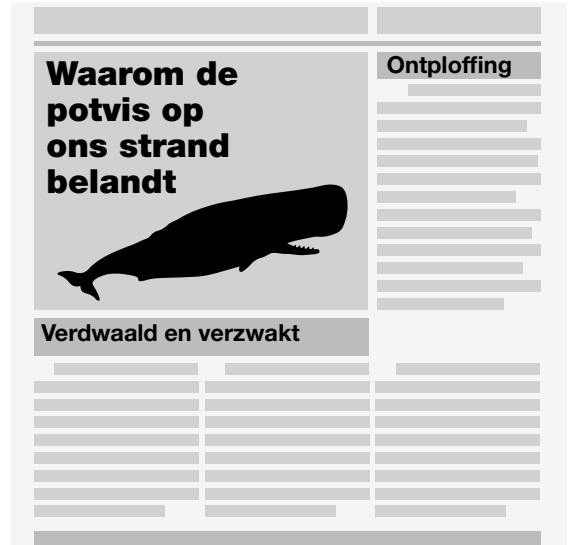 Waarom de
potvis op
ons strand
belandt
Ontploffing
Verdwaald en verzwakt